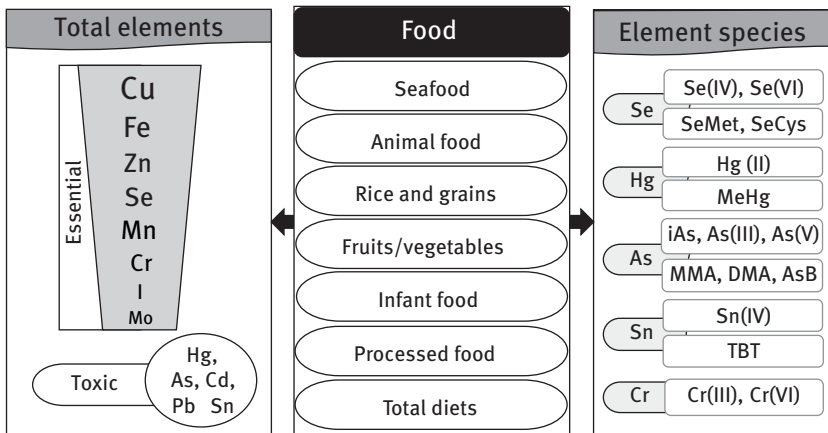 Total elements
Essential
Cu
Fe
Zn
Se
Mn
Cr
I
Mo
Toxic
Hg,
As, Cd,
Pb Sn
Food
Seafood
Animal food
Rice and grains
Fruits/vegetables
Infant food
Processed food
Total diets
Element species
Se
Se(IV), Se(VI)
SeMet, SeCys
Hg
Hg (II)
MeHg
As
iAs, As(III), As(V)
MMA, DMA, AsB
Sn
Sn(IV)
TBT
Cr
Cr(III), Cr(VI)